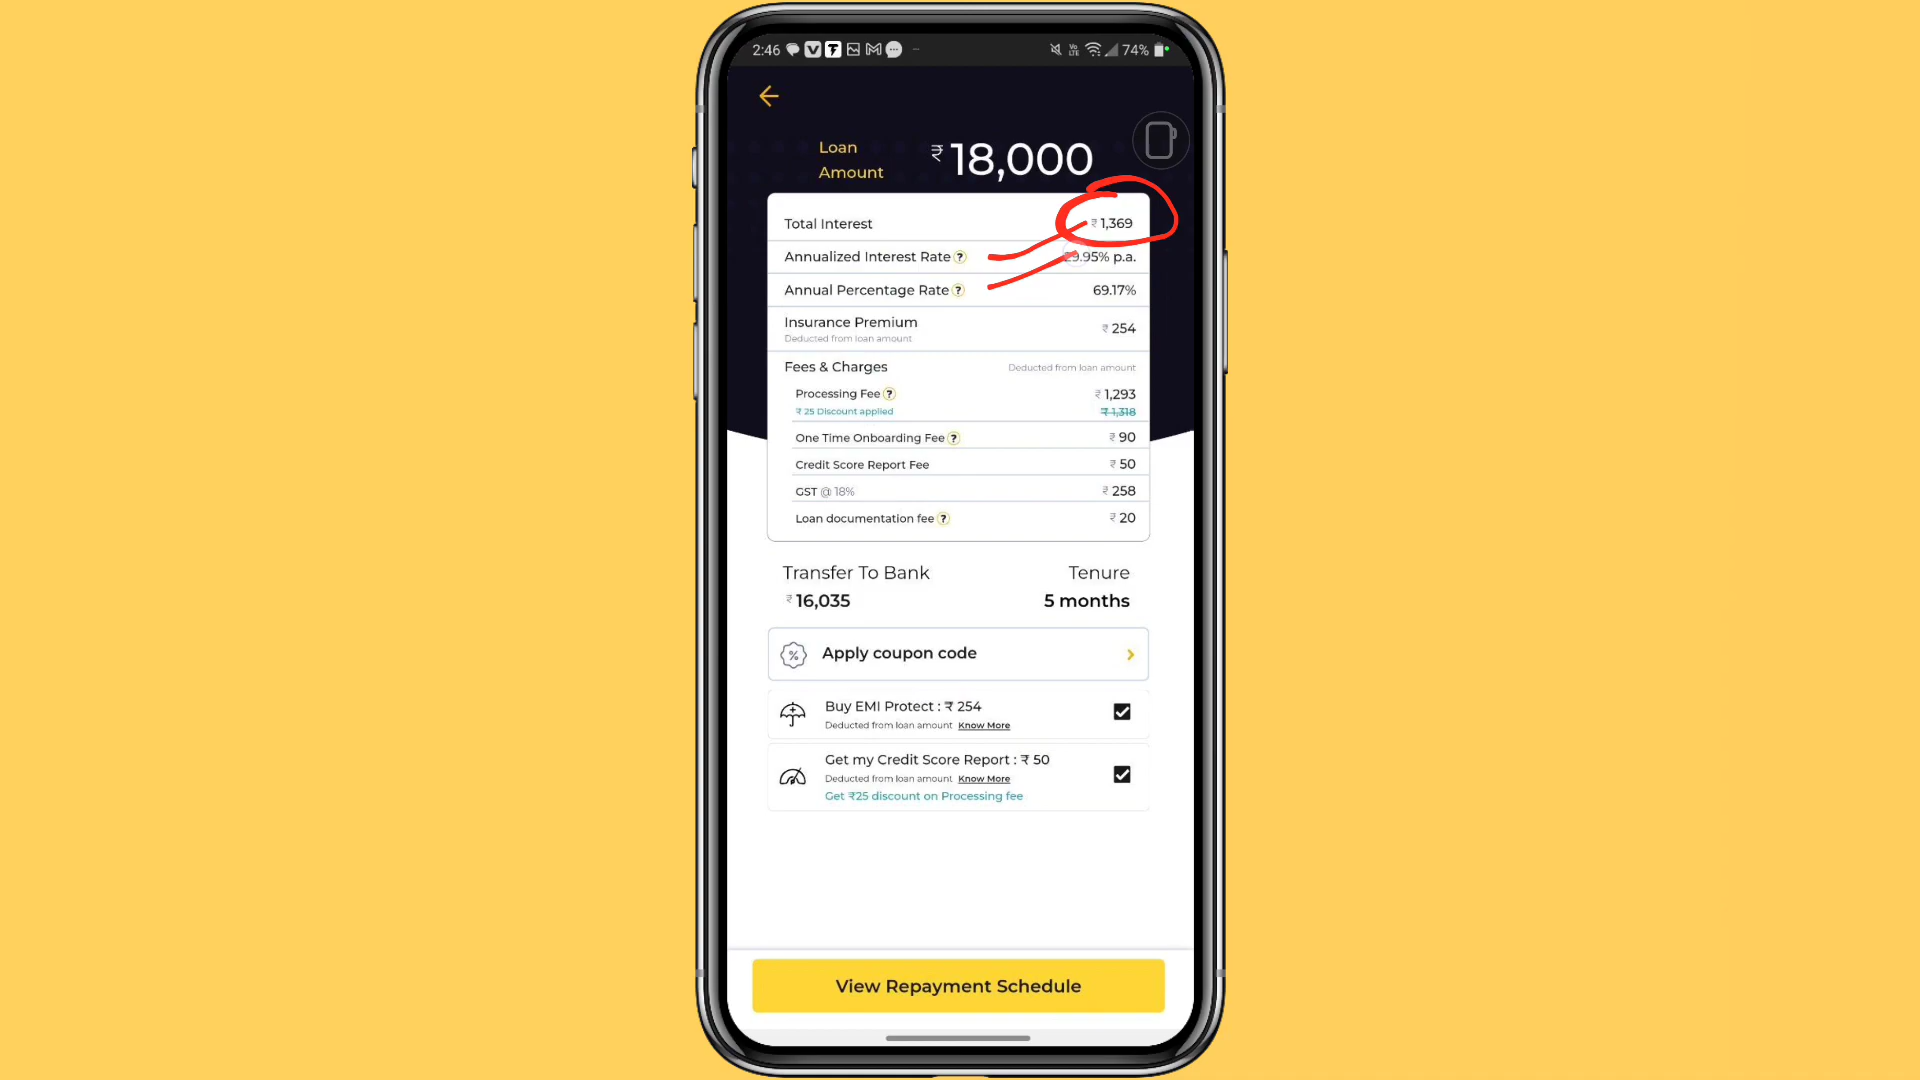 2:46 74%
Loan
Amount
₹ 18,000
Total Interest ₹ 1,369
Annualized Interest Rate ? 29.95% p.a.
Annual Percentage Rate ? 69.17%
Insurance Premium ₹ 254
Deducted from loan amount
Fees & Charges Deducted from loan amount
Processing Fee ? ₹ 1,293
₹ 25 Discount applied ₹ 1,318
One Time Onboarding Fee ? ₹ 90
Credit Score Report Fee ₹ 50
GST @ 18% ₹ 258
Loan documentation fee ? ₹ 20
Transfer To Bank Tenure
₹ 16,035 5 months
Apply coupon code
Buy EMI Protect : ₹ 254
Deducted from loan amount Know More
Get my Credit Score Report : ₹ 50
Deducted from loan amount Know More
Get ₹25 discount on Processing fee
View Repayment Schedule